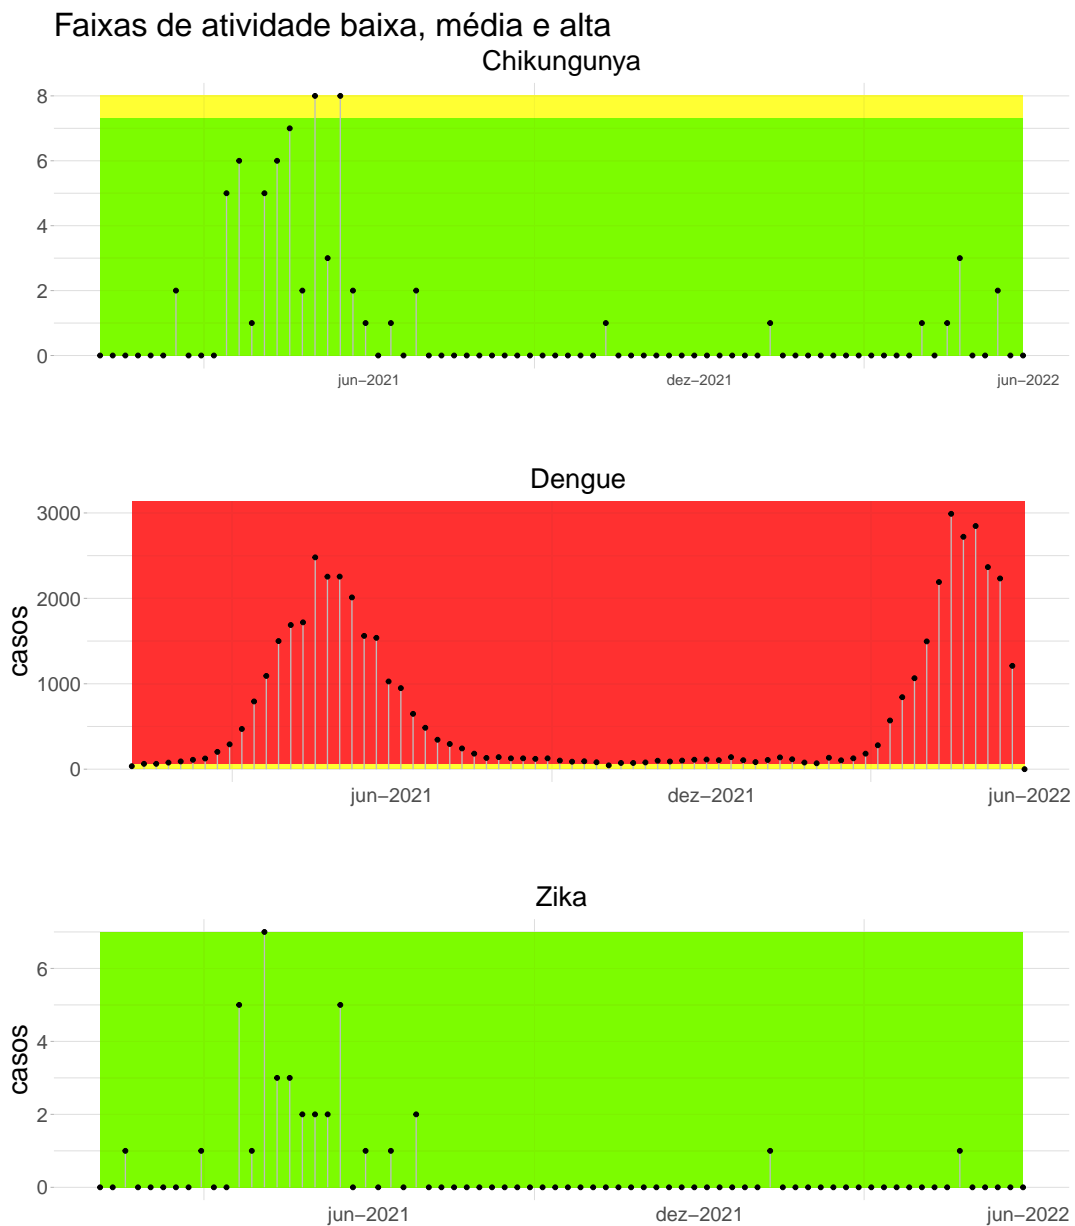 Faixas de atividade baixa, média e alta
Chikungunya
8
6
4
2
0
jun−2021
dez−2021
jun−2022
Dengue
casos
3000
2000
1000
0
jun−2021
dez−2021
jun−2022
Zika
casos
6
4
2
0
jun−2021
dez−2021
jun−2022